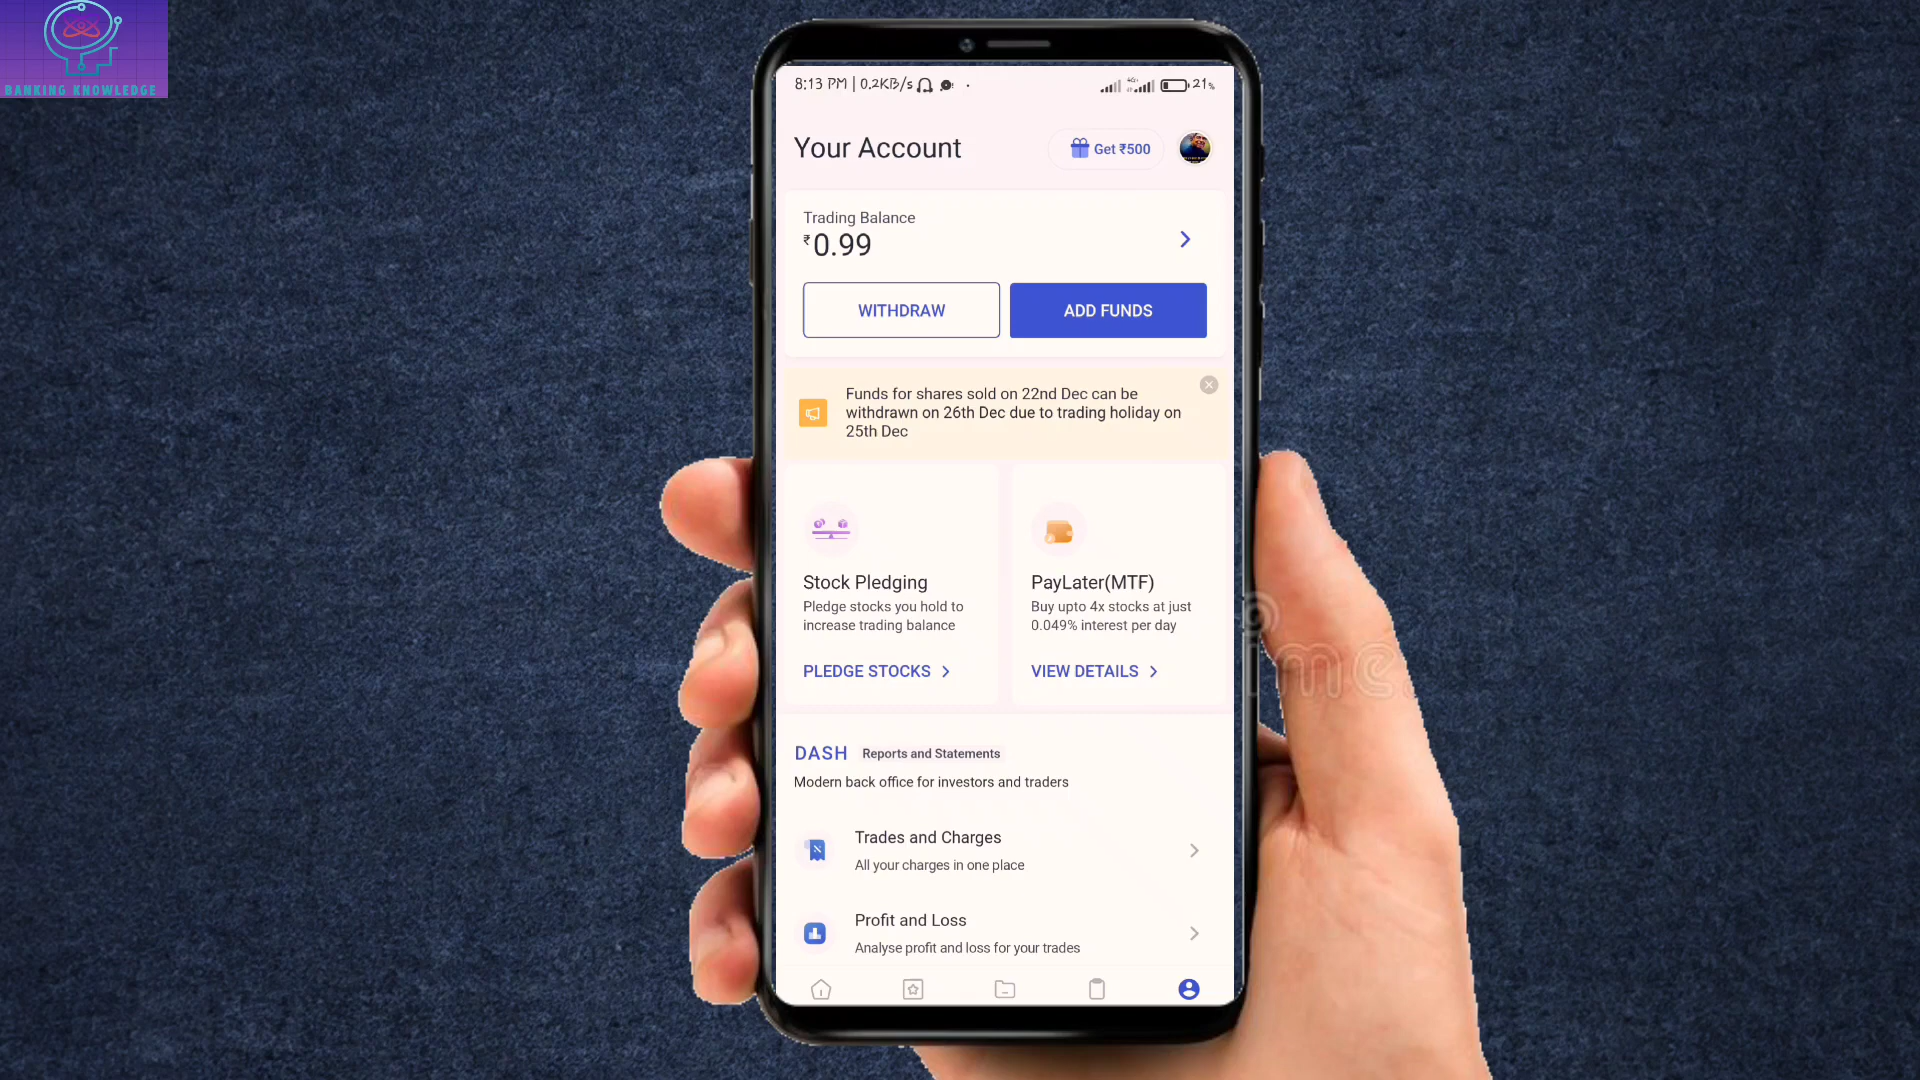 BANKING KNOWLEDGE
8:13 PM | 0.2KB/s
21%
Your Account
Get ₹500
Trading Balance
₹0.99
WITHDRAW
ADD FUNDS
Funds for shares sold on 22nd Dec can be
withdrawn on 26th Dec due to trading holiday on
25th Dec
Stock Pledging
Pledge stocks you hold to
increase trading balance
PLEDGE STOCKS
PayLater(MTF)
Buy upto 4x stocks at just
0.049% interest per day
VIEW DETAILS
DASH Reports and Statements
Modern back office for investors and traders
Trades and Charges
All your charges in one place
Profit and Loss
Analyse profit and loss for your trades